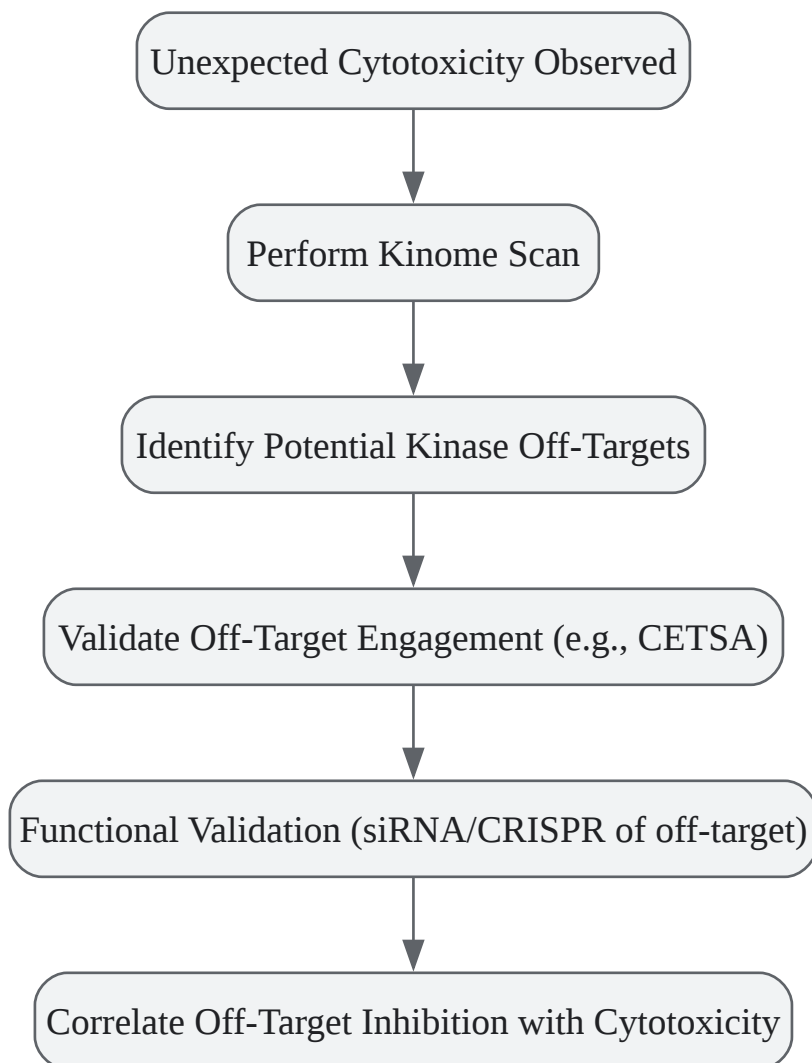 Unexpected Cytotoxicity Observed
Perform Kinome Scan
Identify Potential Kinase Off-Targets
Validate Off-Target Engagement (e.g., CETSA)
Functional Validation (siRNA/CRISPR of off-target)
Correlate Off-Target Inhibition with Cytotoxicity